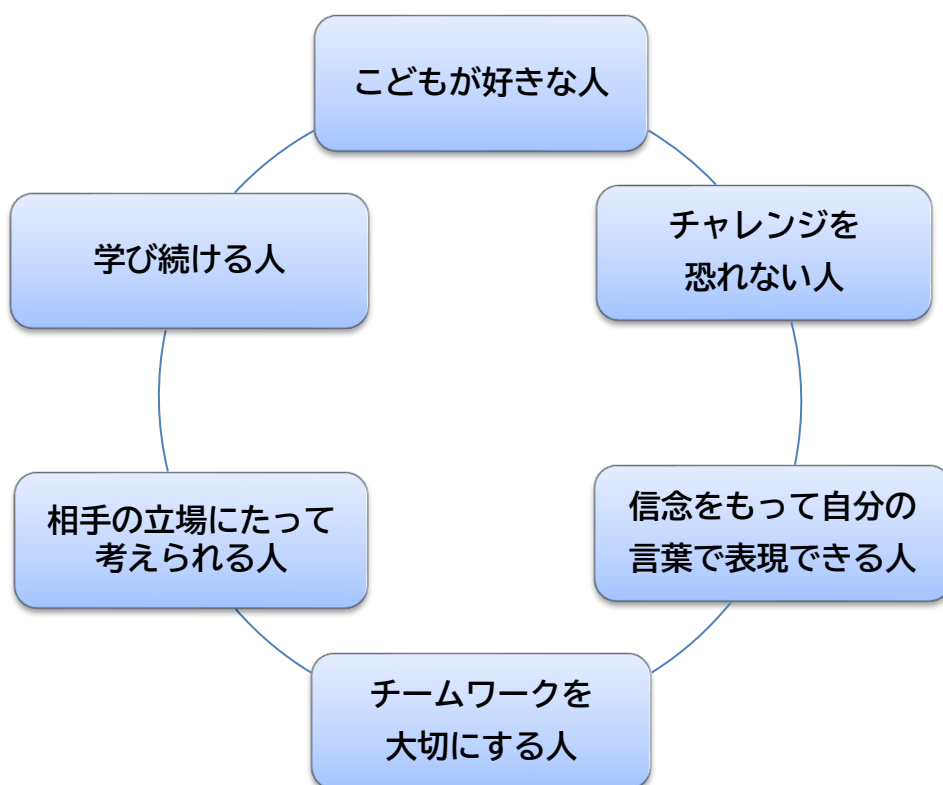 こどもが好きな人
チャレンジを
恐れない人
信念をもって自分の
言葉で表現できる人
チームワークを
大切にする人
相手の立場にたって
考えられる人
学び続ける人